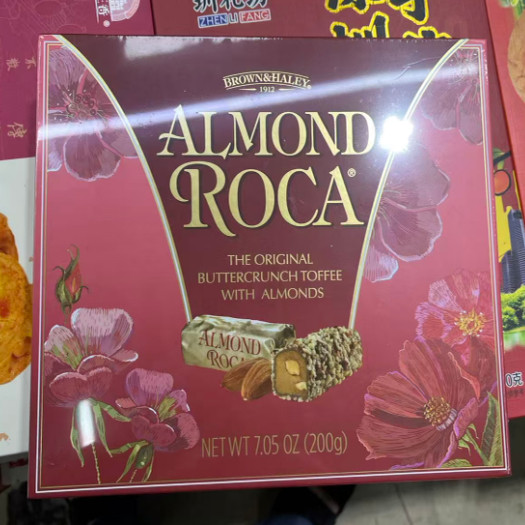 ZHEN LI FANG
BROWN & HALEY
1912
ALMOND
ROCA®
THE ORIGINAL
BUTTERCRUNCH TOFFEE
WITH ALMONDS
ALMOND
ROCA
NET WT 7.05 OZ (200g)